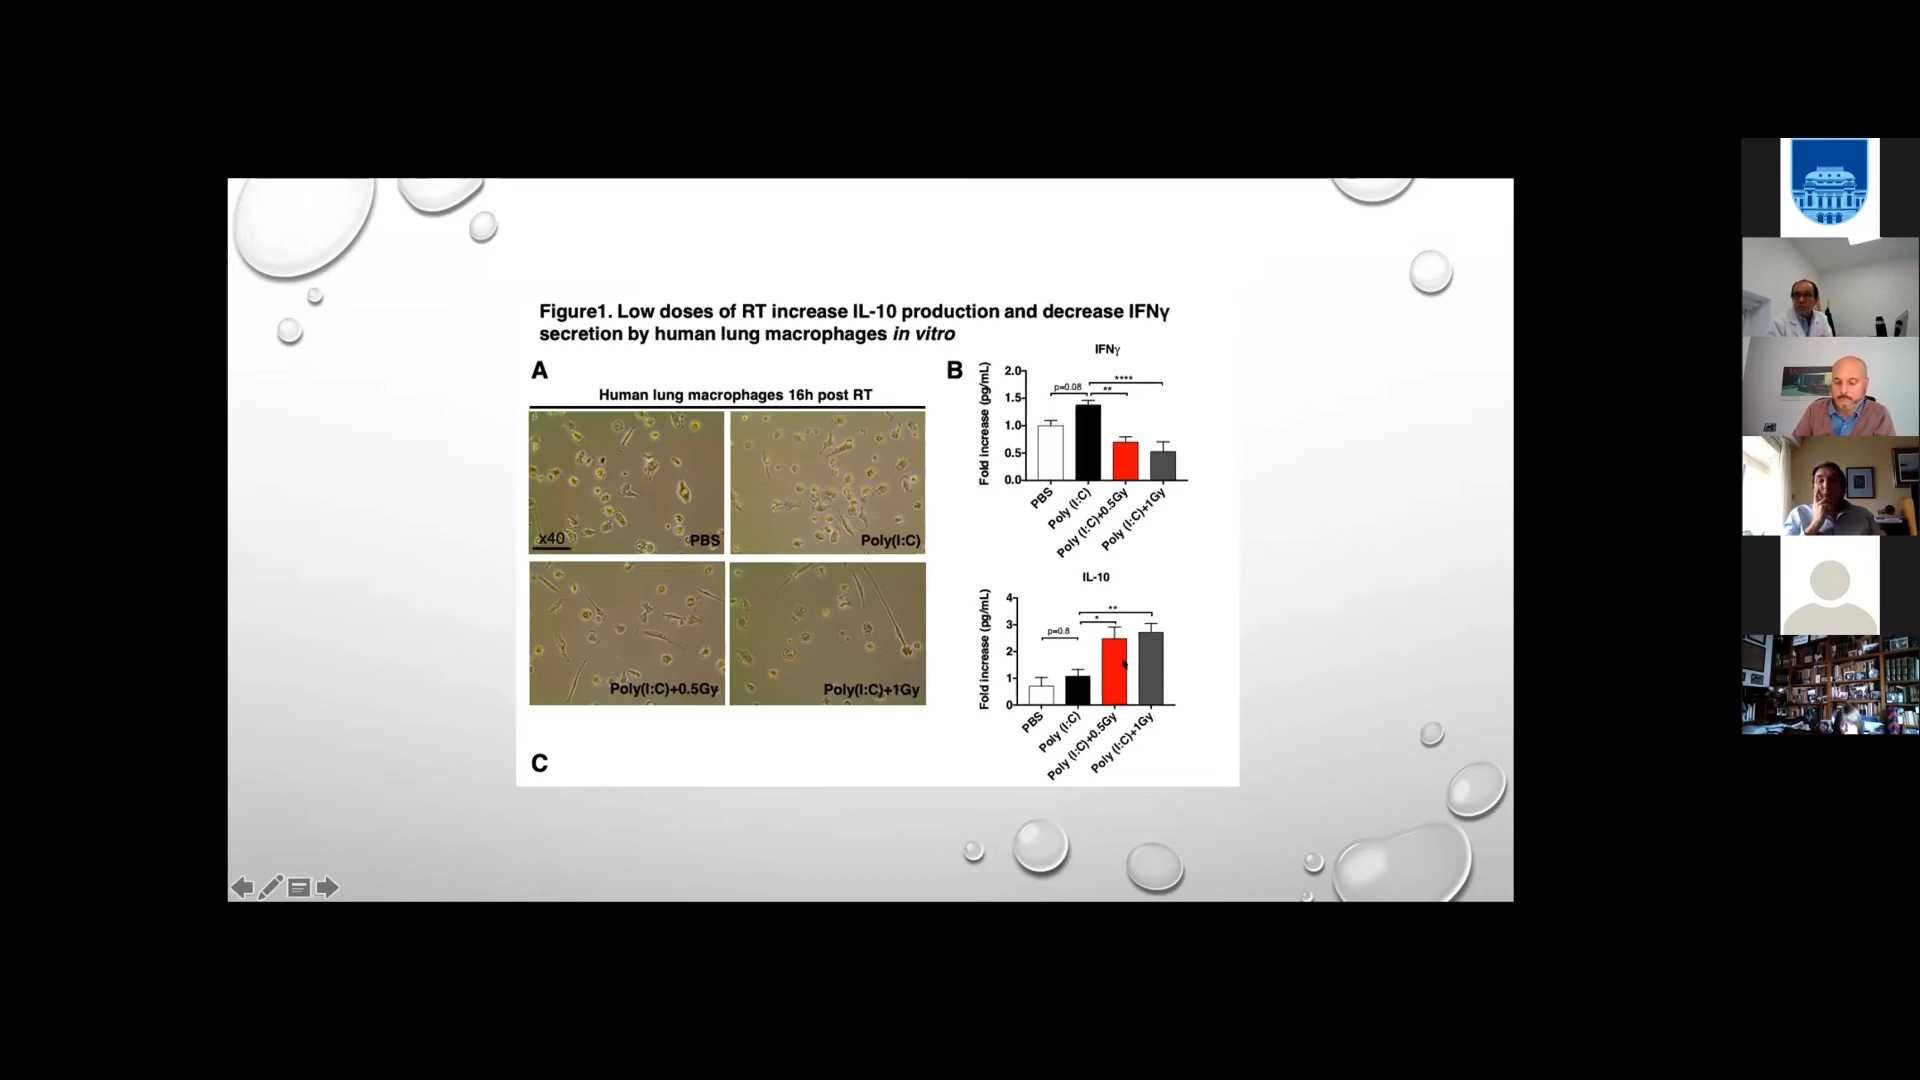 Figure1. Low doses of RT increase IL-10 production and decrease IFNγ
secretion by human lung macrophages in vitro
A
Human lung macrophages 16h post RT
x40
PBS
Poly(I:C)
Poly(I:C)+0.5Gy
Poly(I:C)+1Gy
B
IFNγ
Fold increase (pg/mL)
2.0
1.5
1.0
0.5
0.0
p=0.08
**
****
PBS
Poly (I:C)
Poly (I:C)+0.5Gy
Poly (I:C)+1Gy
IL-10
Fold increase (pg/mL)
4
3
2
1
0
p=0.8
*
**
PBS
Poly (I:C)
Poly (I:C)+0.5Gy
Poly (I:C)+1Gy
C